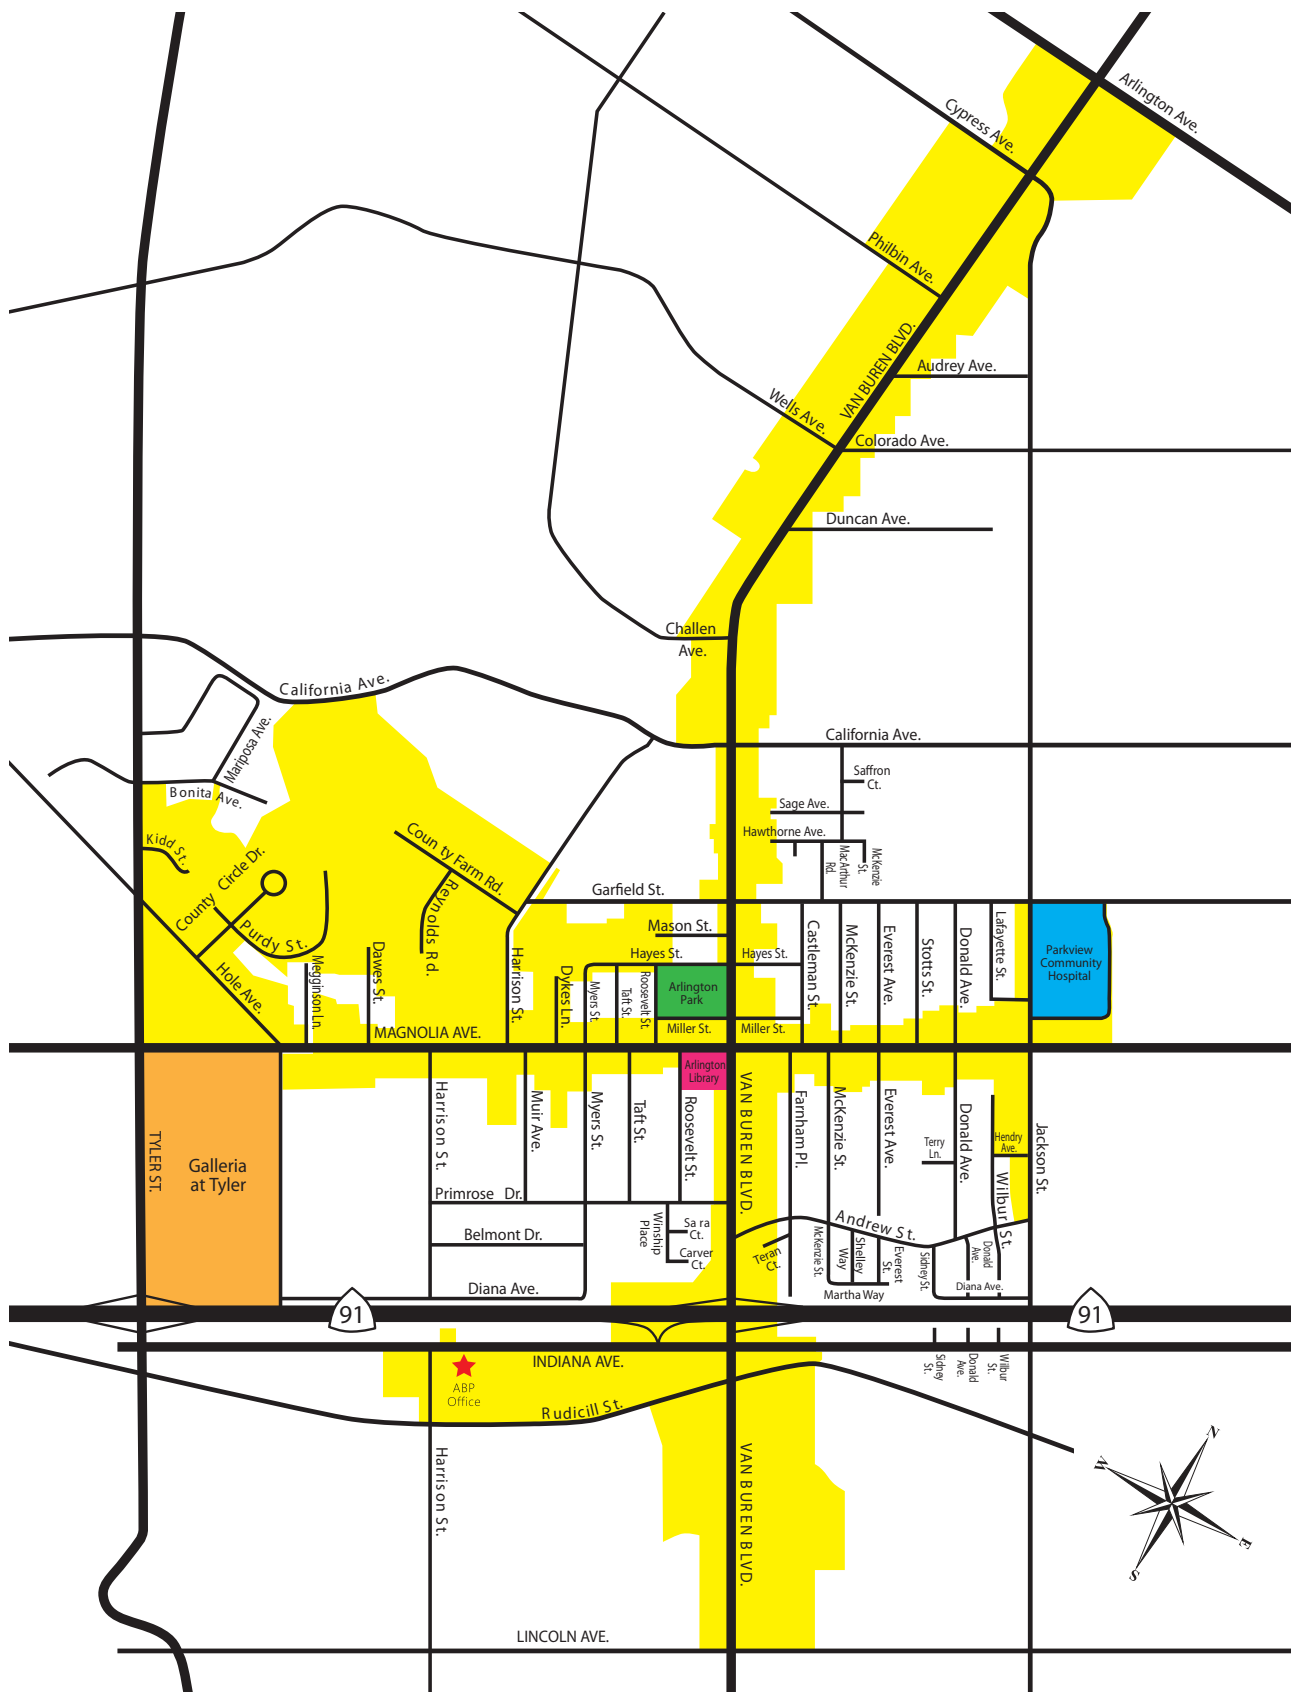 Arlington Ave.
Cypress Ave.
Philbin Ave.
VAN BUREN BLVD.
Audrey Ave.
Wells Ave.
Colorado Ave.
Duncan Ave.
Challen
Ave.
California Ave.
California Ave.
Mariposa Ave.
Bonita Ave.
Saffron
Ct.
Sage Ave.
Hawthorne Ave.
MacArthur
Rd.
McKenzie
St.
Kidd St.
County Circle Dr.
Coun ty Farm Rd.
Reynolds Rd.
Purdy St.
Hole Ave.
Megginson Ln.
Dawes St.
Garfield St.
Mason St.
Hayes St.
Hayes St.
Harrison St.
Dykes Ln.
Myers St.
Taft St.
Roosevelt St.
Arlington
Park
Miller St.
Miller St.
Castleman St.
McKenzie St.
Everest Ave.
Stotts St.
Donald Ave.
Lafayette St.
Parkview
Community
Hospital
MAGNOLIA AVE.
Arlington
Library
TYLER ST.
Galleria
at Tyler
Harrison St.
Muir Ave.
Myers St.
Taft St.
Roosevelt St.
VAN BUREN BLVD.
Farnham Pl.
McKenzie St.
Everest Ave.
Terry
Ln.
Donald Ave.
Hendry
Ave.
Wilbur St.
Jackson St.
Primrose Dr.
Belmont Dr.
Winship
Place
Sa ra
Ct.
Carver
Ct.
Andrew St.
Teran
Ct.
McKenzie St.
Shelley
Way
Everest
St.
Sidney St.
Donald
Ave.
Diana Ave.
Diana Ave.
Martha Way
91
91
INDIANA AVE.
ABP
Office
Rudicill St.
Sidney
St.
Donald
Ave.
Wilbur
St.
Harrison St.
VAN BUREN BLVD.
N
W
E
S
LINCOLN AVE.